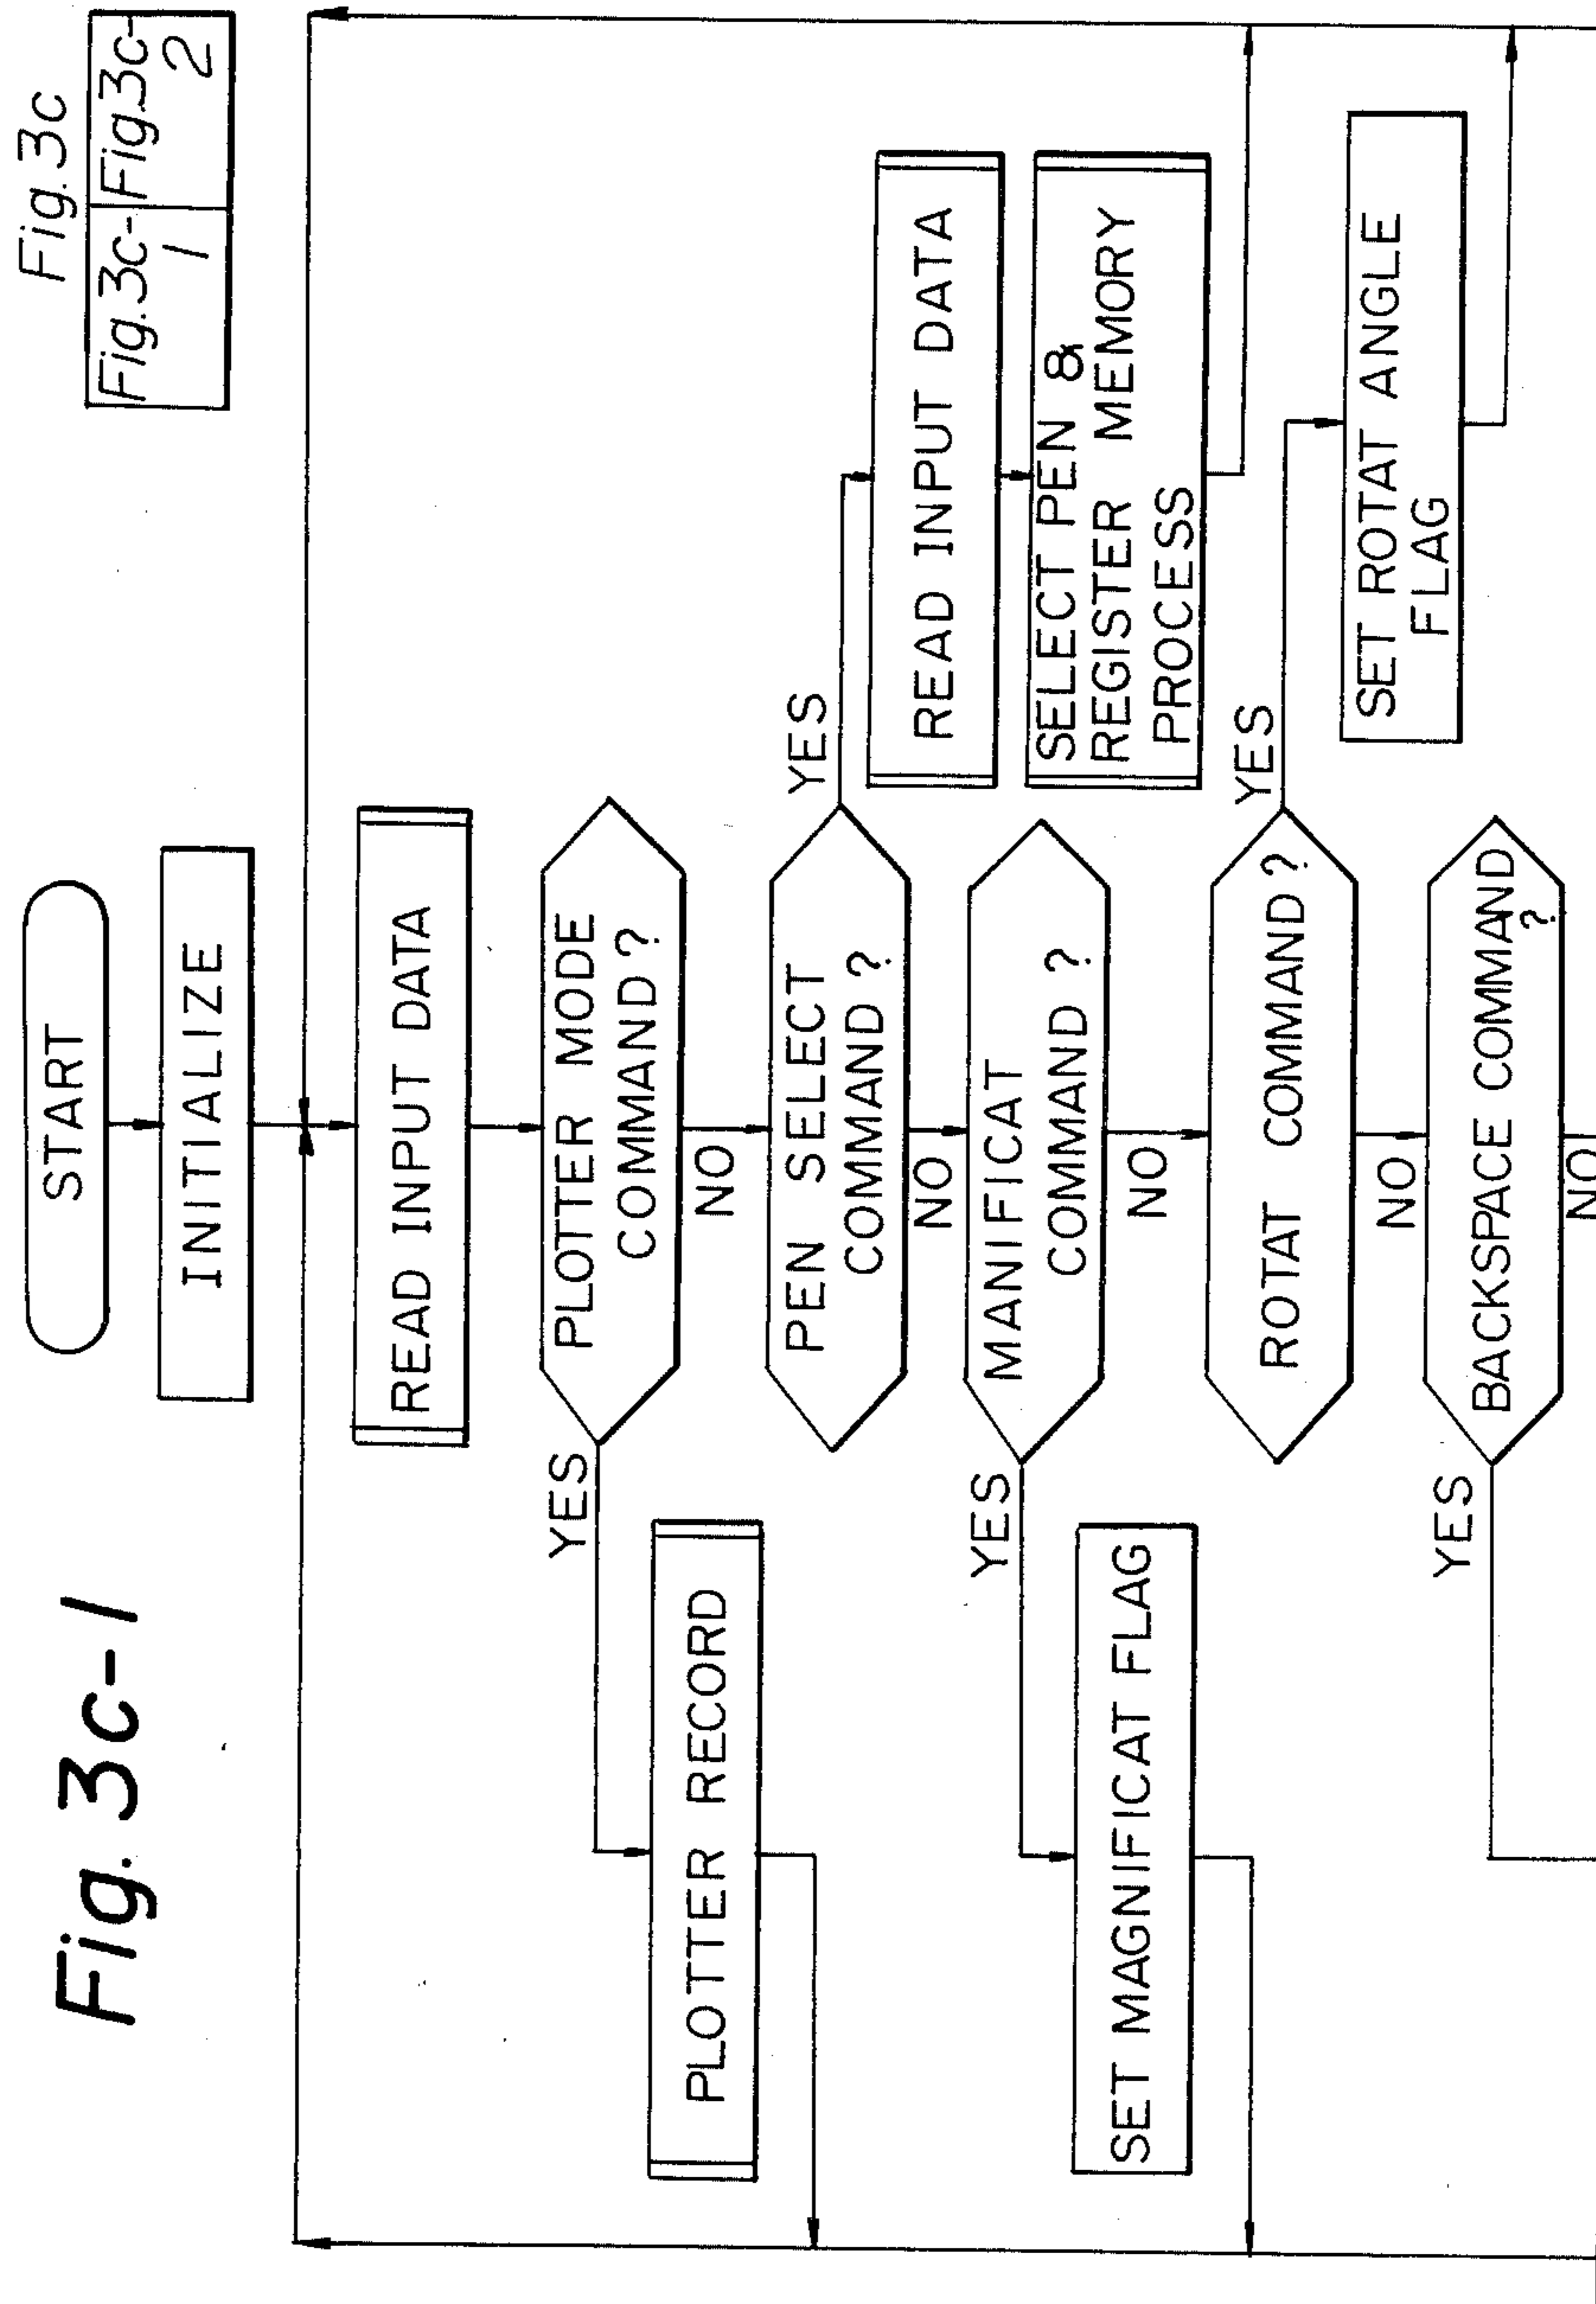 Fig. 3c-1
Fig. 3c
Fig. 3c-
1
Fig. 3c-
2
START
INITIALIZE
READ INPUT DATA
PLOTTER MODE
COMMAND?
YES
NO
PLOTTER RECORD
PEN SELECT
COMMAND?
YES
NO
READ INPUT DATA
SELECT PEN &
REGISTER MEMORY
PROCESS
MANIFICAT
COMMAND?
YES
NO
SET MAGNIFICAT FLAG
ROTAT COMMAND?
YES
NO
SET ROTAT ANGLE
FLAG
BACKSPACE COMMAND
?
YES
NO